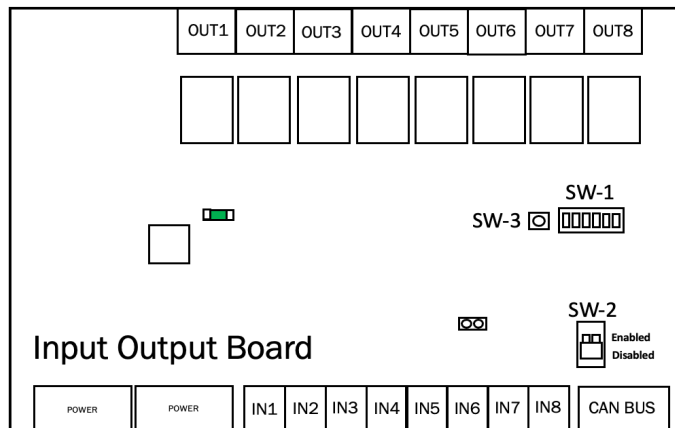 OUT1 OUT2 OUT3 OUT4 OUT5 OUT6 OUT7 OUT8
SW-1
SW-3
SW-2
Enabled
Disabled
Input Output Board
POWER POWER IN1 IN2 IN3 IN4 IN5 IN6 IN7 IN8 CAN BUS